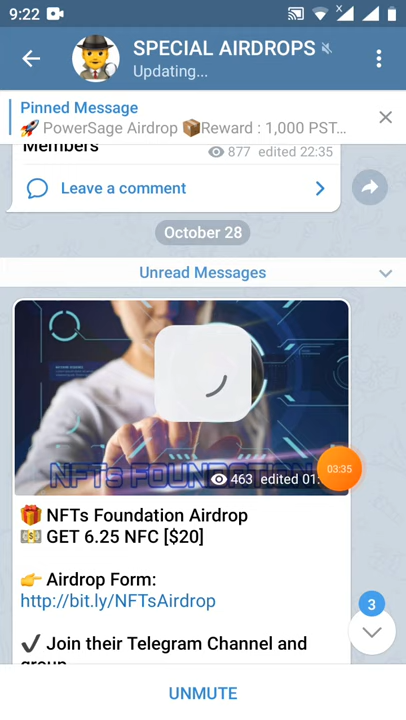 9:22
SPECIAL AIRDROPS
Updating...
Pinned Message
🚀 PowerSage Airdrop 📦Reward : 1,000 PST...
Members
877 edited 22:35
Leave a comment
October 28
Unread Messages
NFTs FOUNDATION
463 edited 01:
03:35
🎁 NFTs Foundation Airdrop
💵 GET 6.25 NFC [$20]
👉 Airdrop Form:
http://bit.ly/NFTsAirdrop
3
✔️ Join their Telegram Channel and
group
UNMUTE